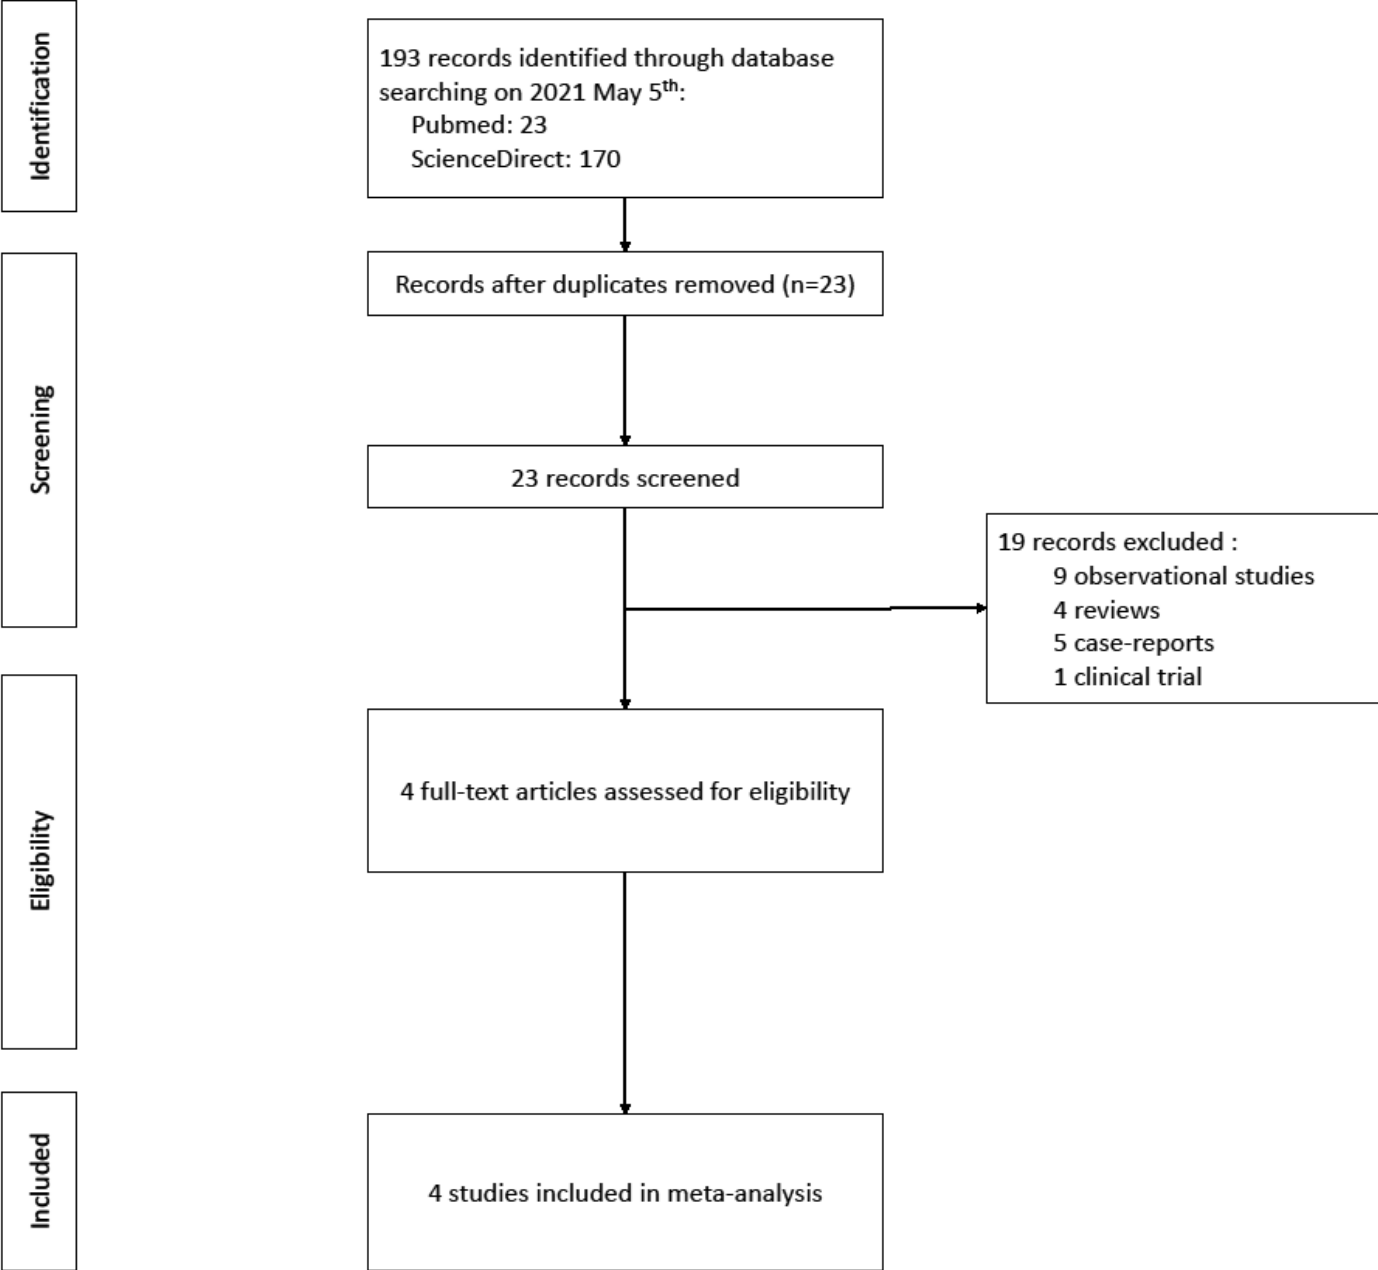 Identification
193 records identified through database
searching on 2021 May 5th:
Pubmed: 23
ScienceDirect: 170
Screening
Records after duplicates removed (n=23)
23 records screened
19 records excluded :
9 observational studies
4 reviews
5 case-reports
1 clinical trial
Eligibility
4 full-text articles assessed for eligibility
Included
4 studies included in meta-analysis